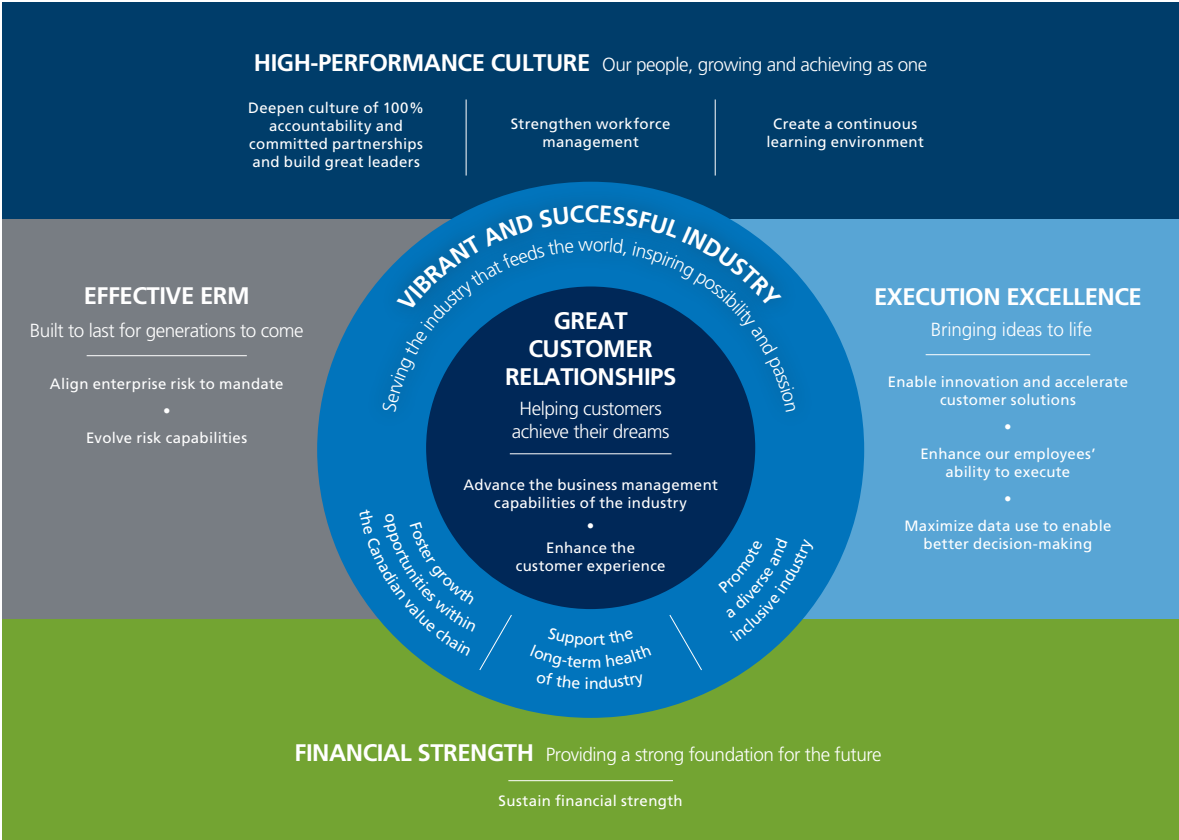 HIGH-PERFORMANCE CULTURE Our people, growing and achieving as one
Deepen culture of 100%
accountability and
committed partnerships
and build great leaders
Strengthen workforce
management
Create a continuous
learning environment
VIBRANT AND SUCCESSFUL INDUSTRY
Serving the industry that feeds the world, inspiring possibility and passion
EFFECTIVE ERM
Built to last for generations to come
Align enterprise risk to mandate
•
Evolve risk capabilities
GREAT
CUSTOMER
RELATIONSHIPS
Helping customers
achieve their dreams
Advance the business management
capabilities of the industry
•
Enhance the
customer experience
EXECUTION EXCELLENCE
Bringing ideas to life
Enable innovation and accelerate
customer solutions
•
Enhance our employees’
ability to execute
•
Maximize data use to enable
better decision-making
Foster growth
opportunities within
the Canadian value chain
Support the
long-term health
of the industry
Promote
a diverse and
inclusive industry
FINANCIAL STRENGTH Providing a strong foundation for the future
Sustain financial strength